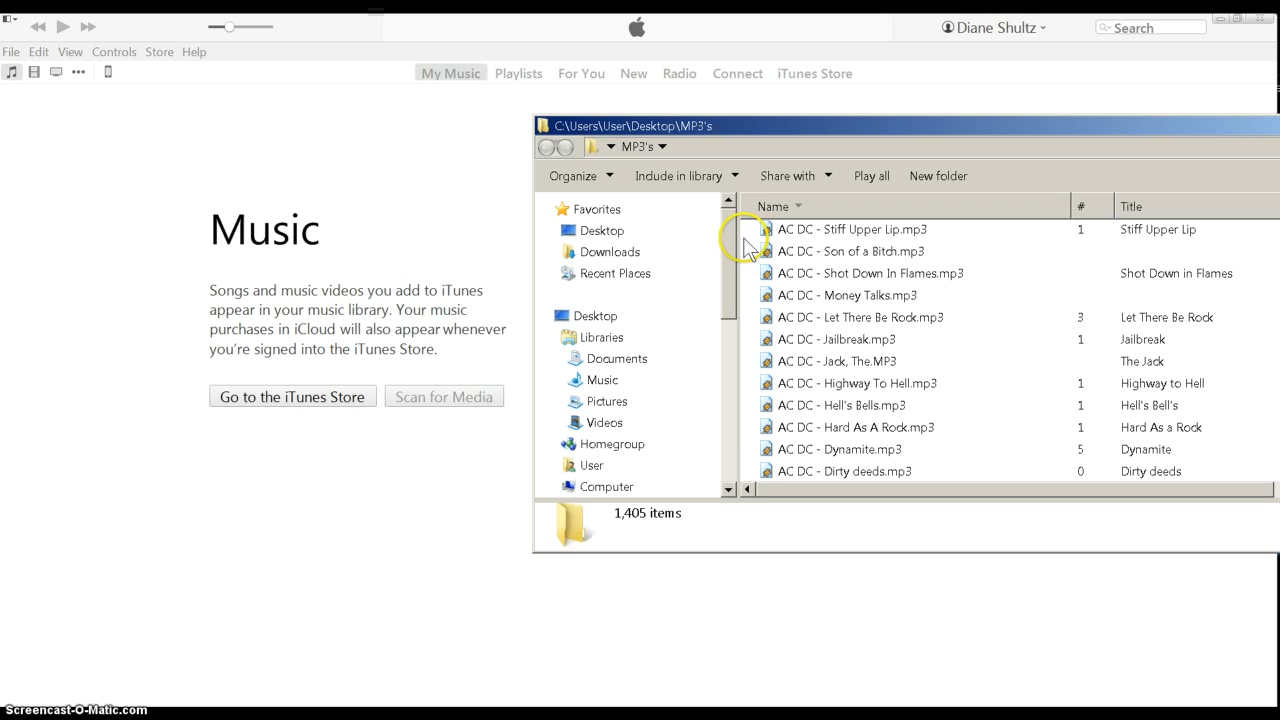 Diane Shultz
Search
File Edit View Controls Store Help
My Music Playlists For You New Radio Connect iTunes Store
Music
Songs and music videos you add to iTunes
appear in your music library. Your music
purchases in iCloud will also appear whenever
you're signed into the iTunes Store.
Go to the iTunes Store Scan for Media
C:\Users\User\Desktop\MP3's
MP3's
Organize Include in library Share with Play all New folder
Favorites
Desktop
Downloads
Recent Places
Desktop
Libraries
Documents
Music
Pictures
Videos
Homegroup
User
Computer
Name # Title
AC DC - Stiff Upper Lip.mp3 1 Stiff Upper Lip
AC DC - Son of a Bitch.mp3
AC DC - Shot Down In Flames.mp3 Shot Down in Flames
AC DC - Money Talks.mp3
AC DC - Let There Be Rock.mp3 3 Let There Be Rock
AC DC - Jailbreak.mp3 1 Jailbreak
AC DC - Jack, The.MP3 The Jack
AC DC - Highway To Hell.mp3 1 Highway to Hell
AC DC - Hell's Bells.mp3 1 Hell's Bell's
AC DC - Hard As A Rock.mp3 1 Hard As a Rock
AC DC - Dynamite.mp3 5 Dynamite
AC DC - Dirty deeds.mp3 0 Dirty deeds
1,405 items
Screencast-O-Matic.com